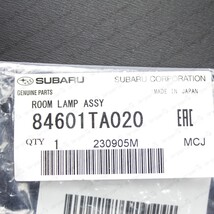 SUBARU
SUBARU CORPORATION
GENUINE PARTS
MADE IN JAPAN
ROOM LAMP ASSY
84601TA020
EAC
QTY 1 230905M MCJ